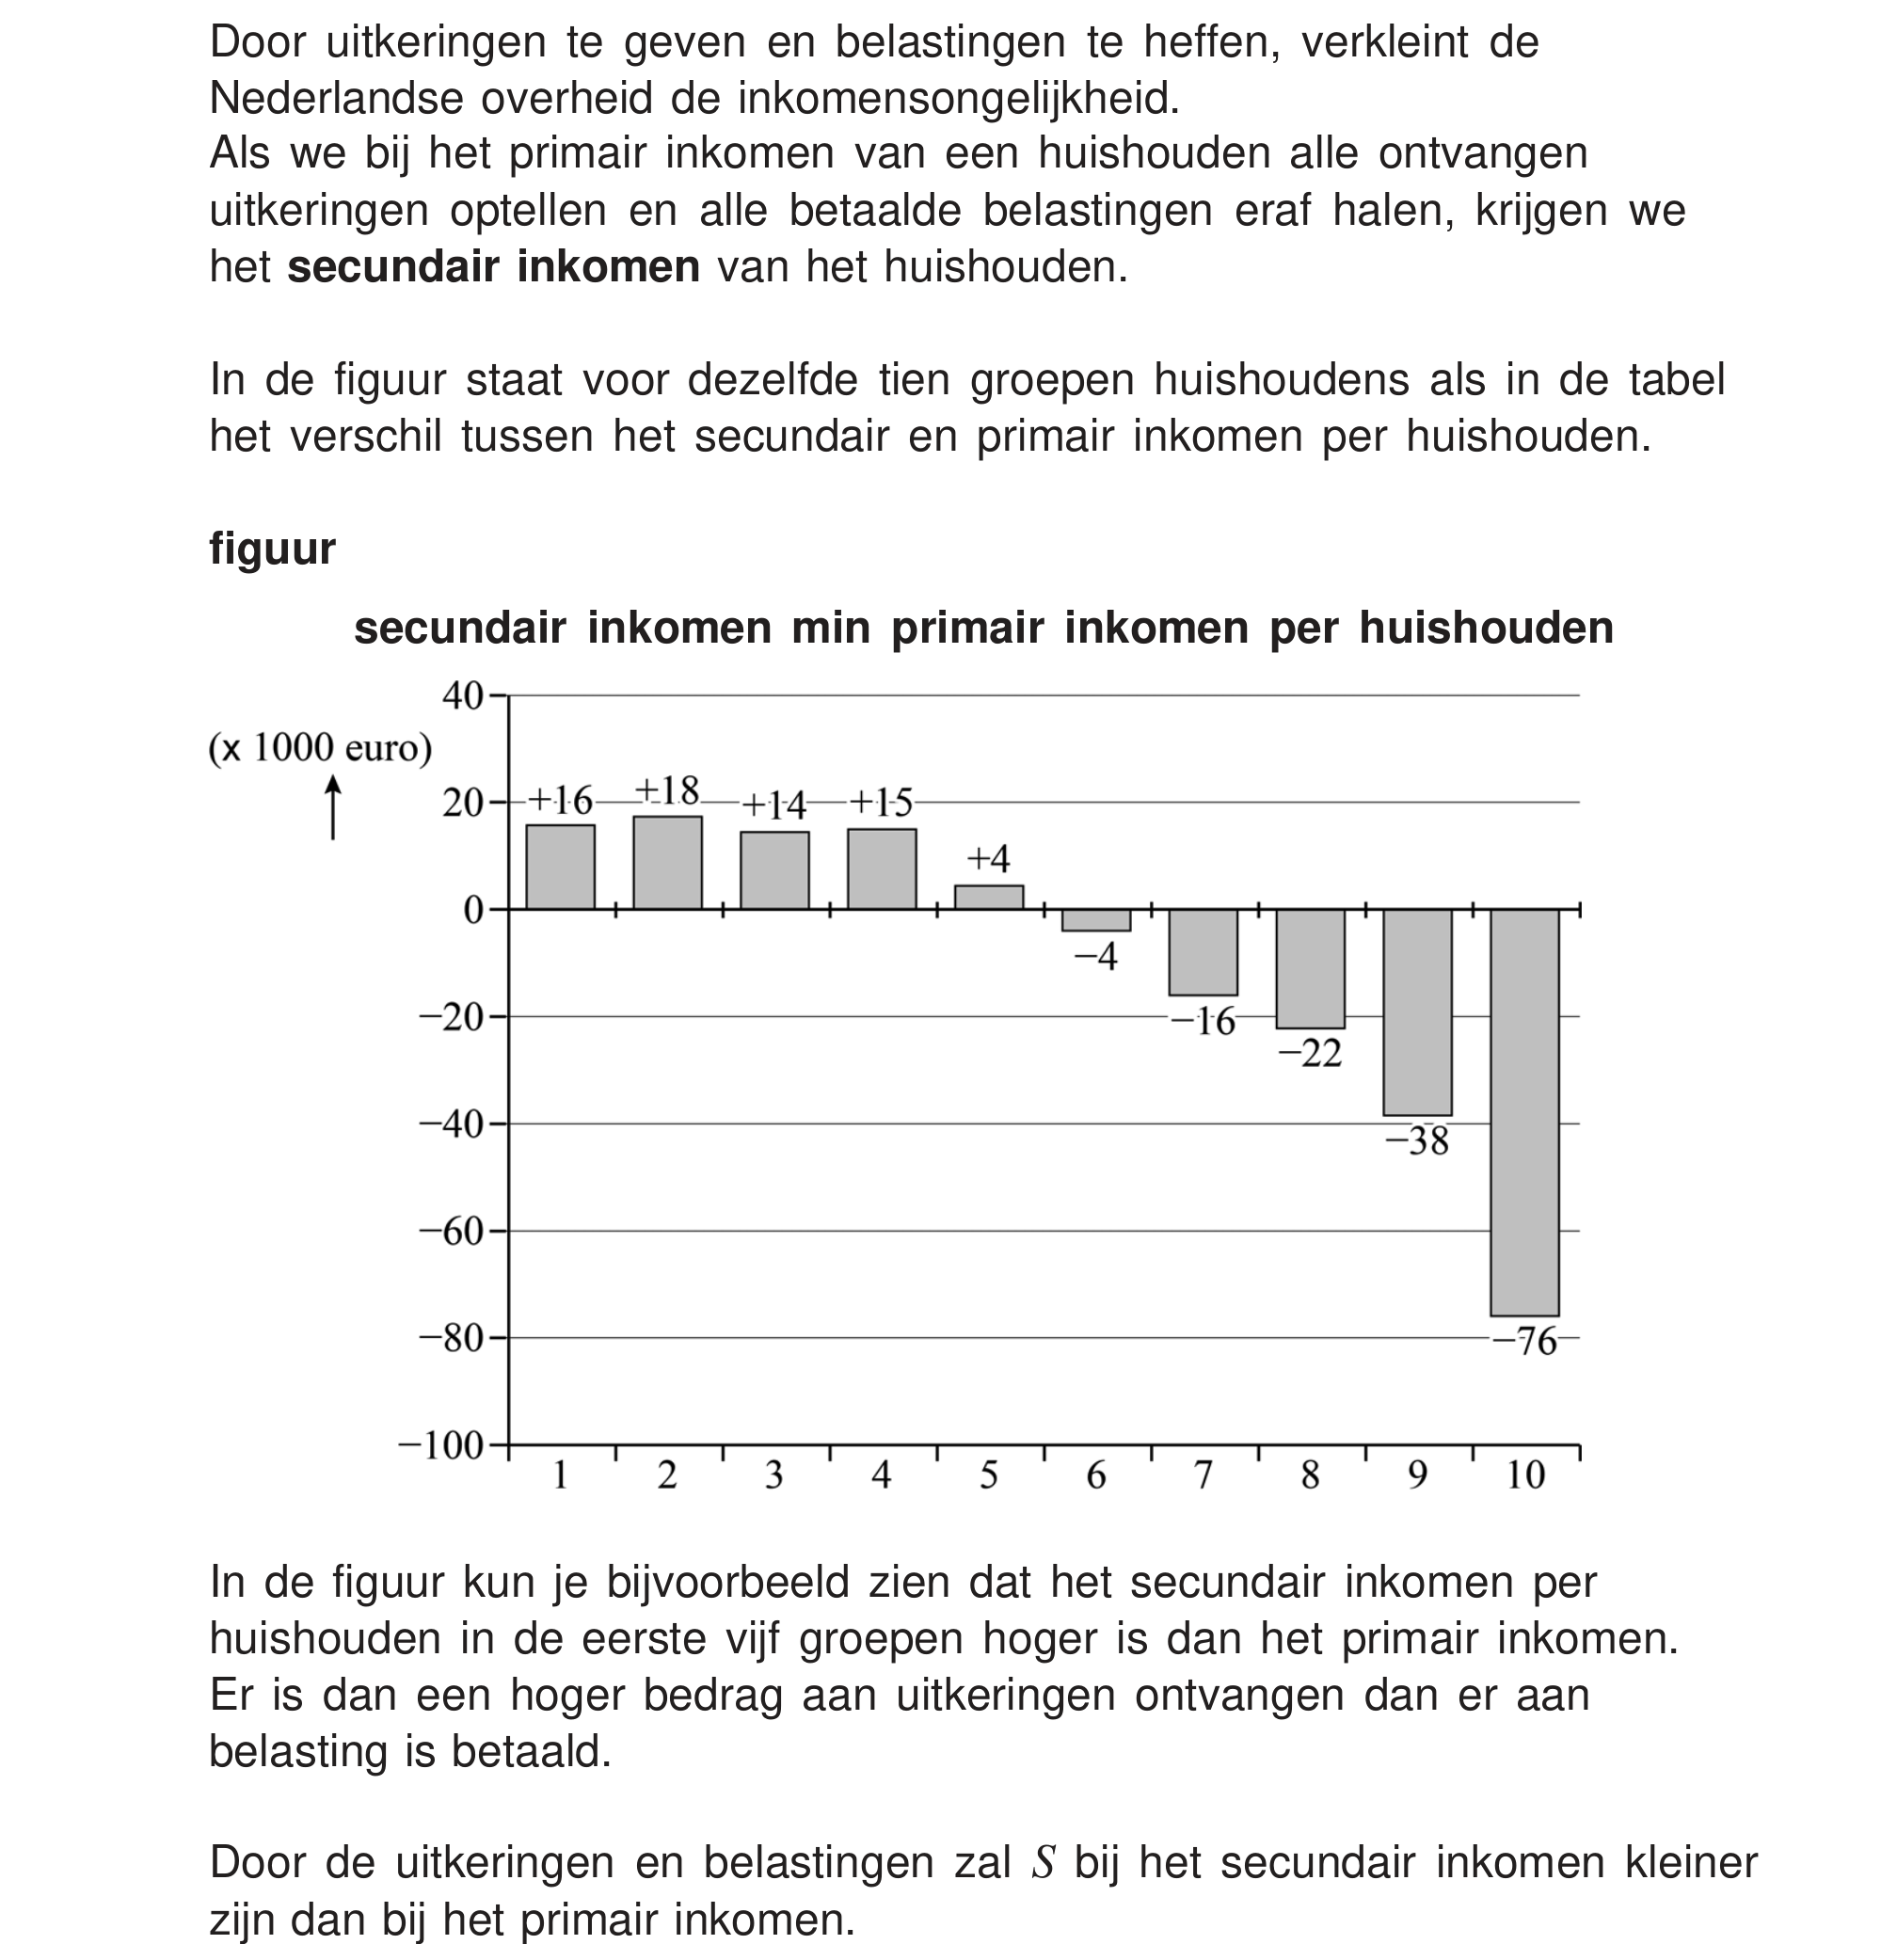 Door uitkeringen te geven en belastingen te heffen, verkleint de
Nederlandse overheid de inkomensongelijkheid.
Als we bij het primair inkomen van een huishouden alle ontvangen
uitkeringen optellen en alle betaalde belastingen eraf halen, krijgen we
het secundair inkomen van het huishouden.
In de figuur staat voor dezelfde tien groepen huishoudens als in de tabel
het verschil tussen het secundair en primair inkomen per huishouden.
figuur
secundair inkomen min primair inkomen per huishouden
40
(x 1000 euro)
20
+16
+18
+14
+15
+4
0
−4
−20
−16
−22
−40
−38
−60
−80
−76
−100
1 2 3 4 5 6 7 8 9 10
In de figuur kun je bijvoorbeeld zien dat het secundair inkomen per
huishouden in de eerste vijf groepen hoger is dan het primair inkomen.
Er is dan een hoger bedrag aan uitkeringen ontvangen dan er aan
belasting is betaald.
Door de uitkeringen en belastingen zal S bij het secundair inkomen kleiner
zijn dan bij het primair inkomen.